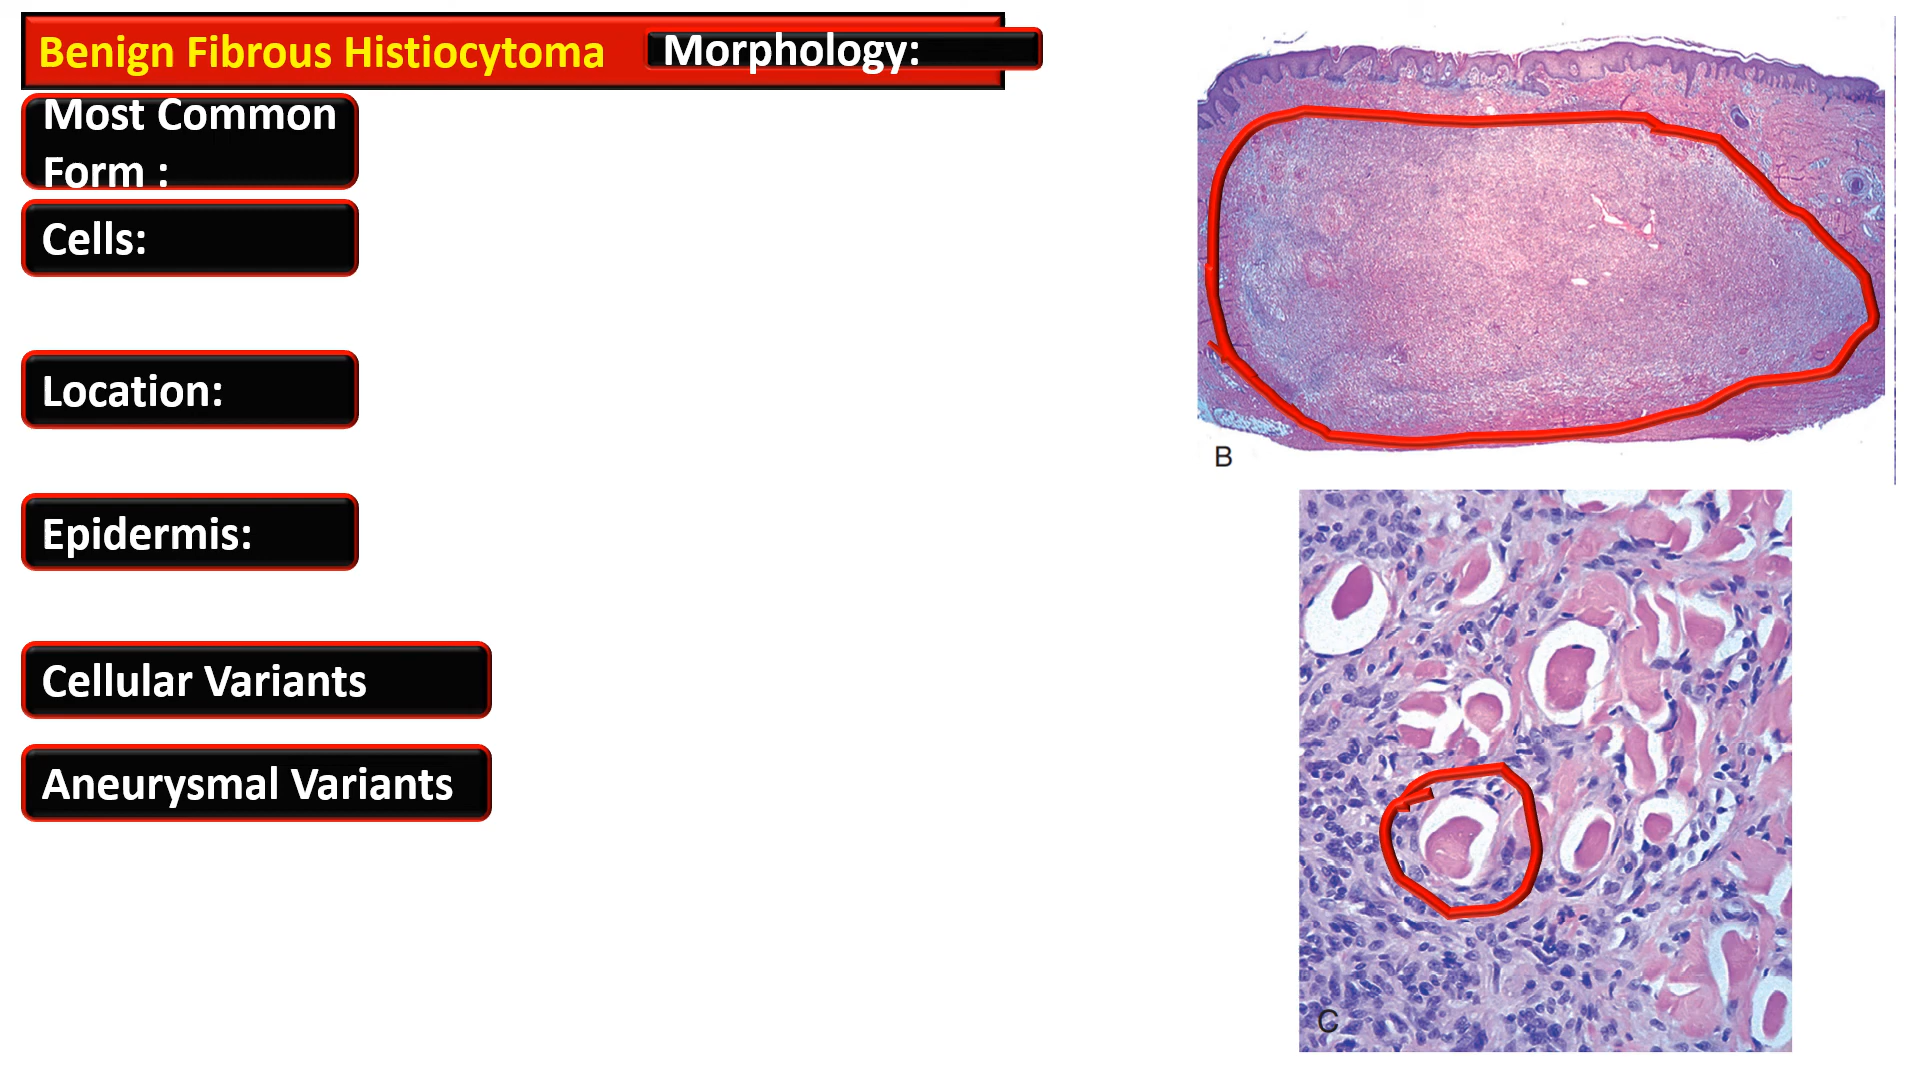 Benign Fibrous Histiocytoma
Morphology:
Most Common
Form :
Cells:
Location:
Epidermis:
Cellular Variants
Aneurysmal Variants
B
C